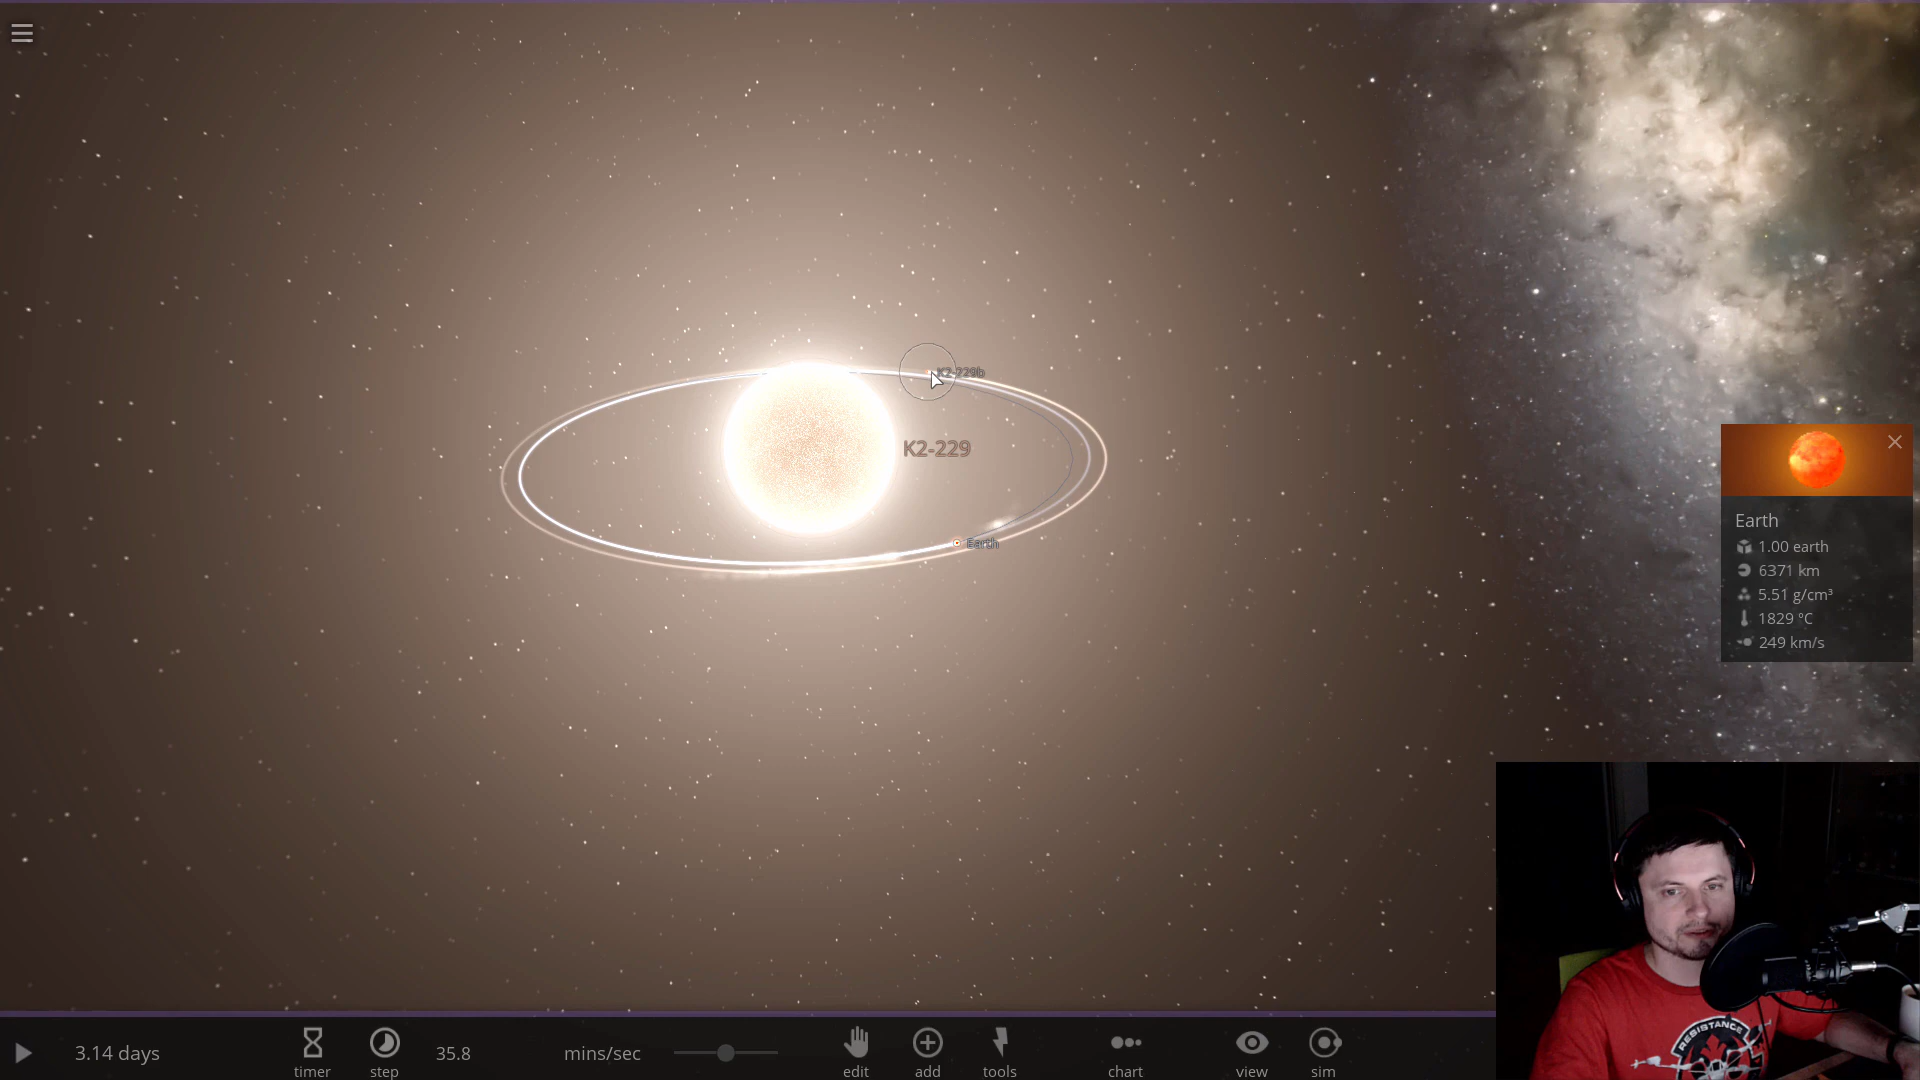 K2-229b
K2-229
Earth
Earth
1.00 earth
6371 km
5.51 g/cm³
1829 °C
249 km/s
3.14 days
timer
step
35.8
mins/sec
edit
add
tools
chart
view
sim
RESISTANCE